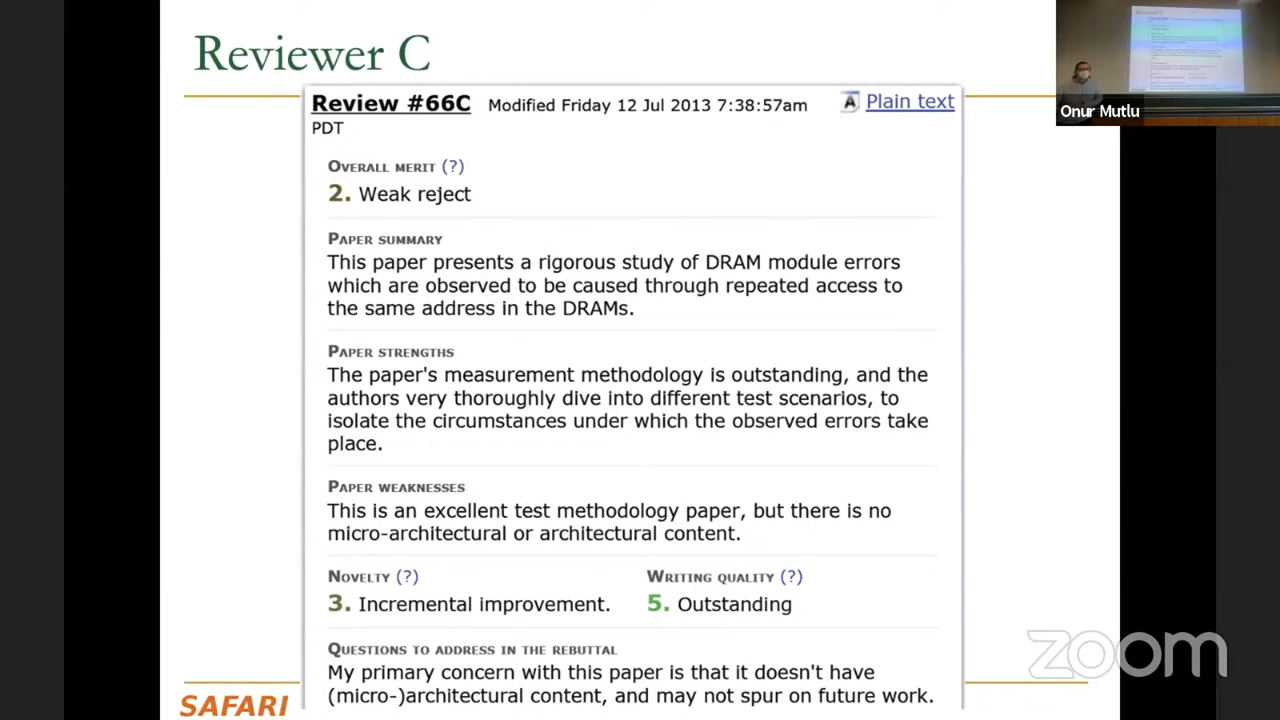 Reviewer C
Review #66C Modified Friday 12 Jul 2013 7:38:57am A Plain text
PDT
OVERALL MERIT (?)
2. Weak reject
PAPER SUMMARY
This paper presents a rigorous study of DRAM module errors
which are observed to be caused through repeated access to
the same address in the DRAMs.
PAPER STRENGTHS
The paper's measurement methodology is outstanding, and the
authors very thoroughly dive into different test scenarios, to
isolate the circumstances under which the observed errors take
place.
PAPER WEAKNESSES
This is an excellent test methodology paper, but there is no
micro-architectural or architectural content.
NOVELTY (?) WRITING QUALITY (?)
3. Incremental improvement. 5. Outstanding
QUESTIONS TO ADDRESS IN THE REBUTTAL
My primary concern with this paper is that it doesn't have
(micro-)architectural content, and may not spur on future work.
SAFARI
Onur Mutlu
zoom